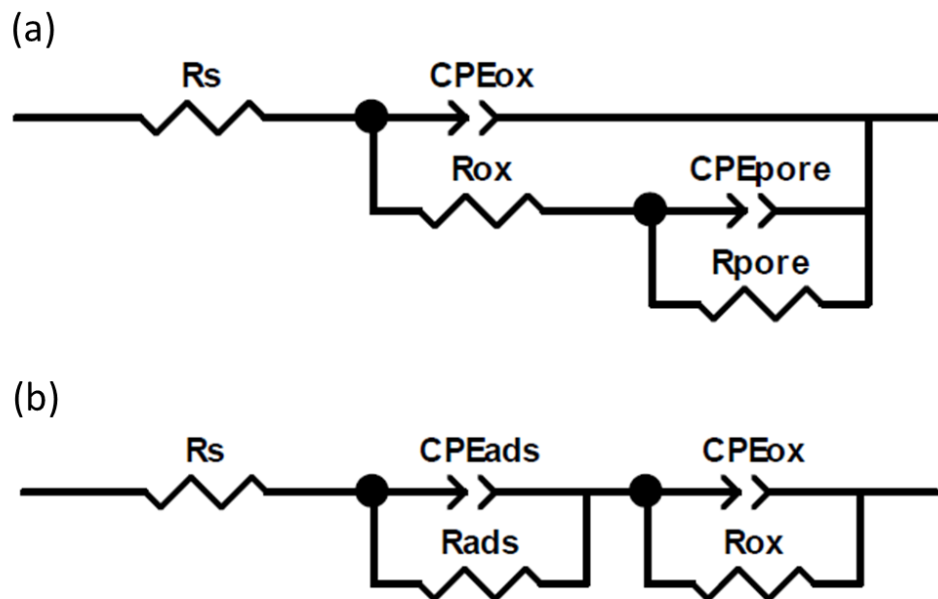 (a)
Rs CPEox
Rox CPEpore
Rpore
(b)
Rs CPEads CPEox
Rads Rox